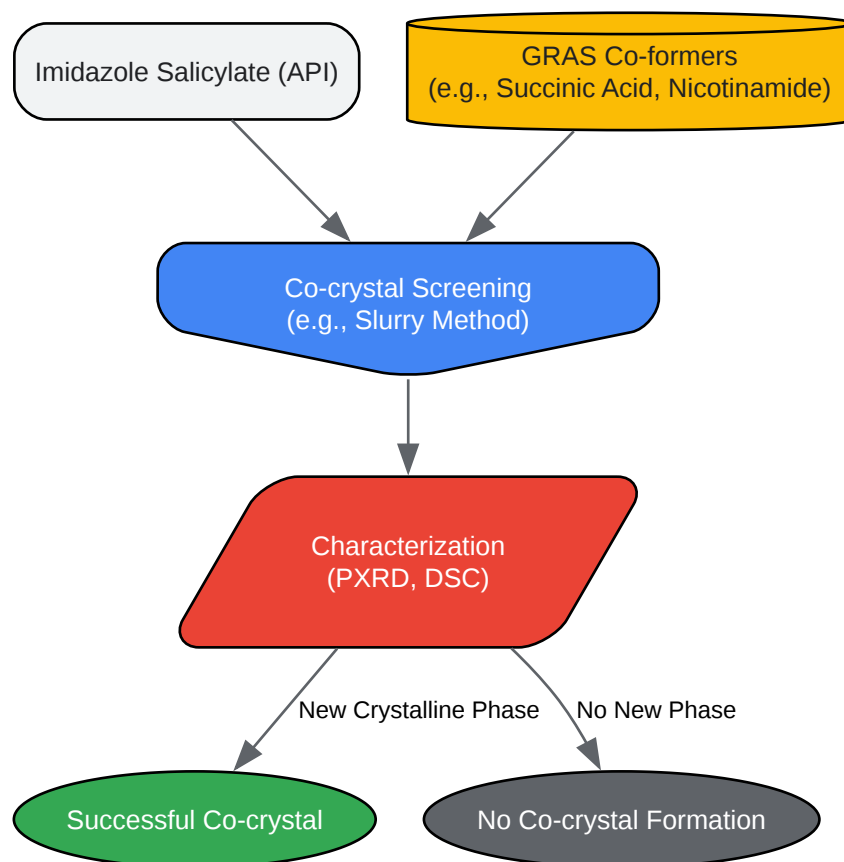 Imidazole Salicylate (API)
GRAS Co-formers
(e.g., Succinic Acid, Nicotinamide)
Co-crystal Screening
(e.g., Slurry Method)
Characterization
(PXRD, DSC)
New Crystalline Phase
No New Phase
Successful Co-crystal
No Co-crystal Formation